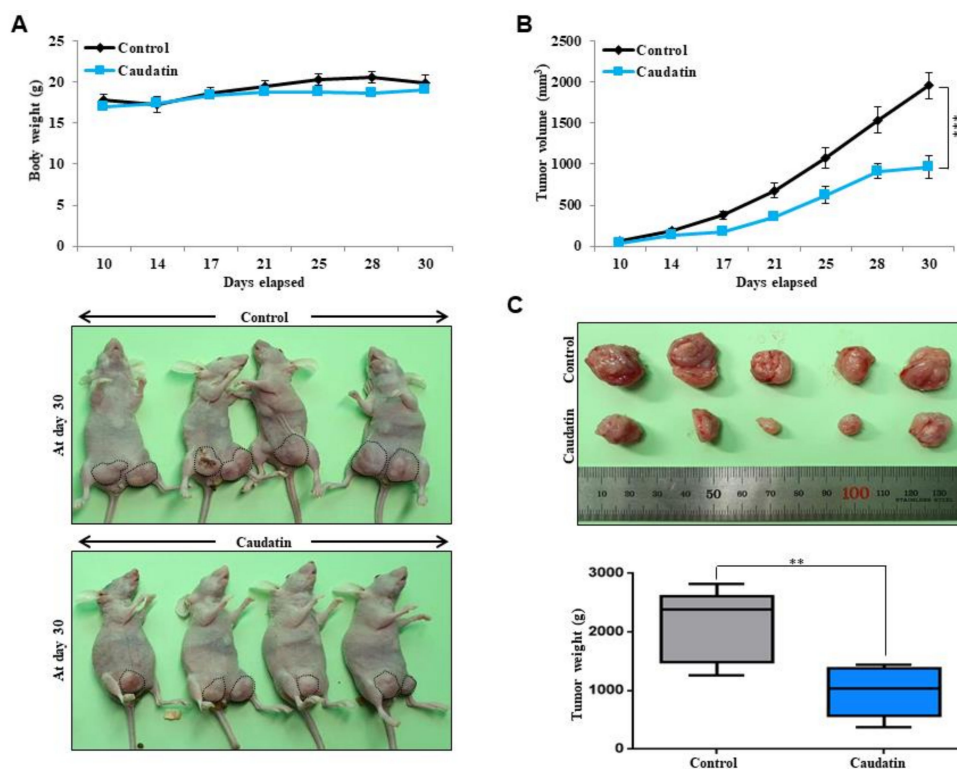 A
Control
Caudatin
Body weight (g)
25
20
15
10
5
0
10 14 17 21 25 28 30
Days elapsed
B
Control
Caudatin
Tumor volume (mm³)
2500
2000
1500
1000
500
0
10 14 17 21 25 28 30
Days elapsed
***
Control
At day 30
Caudatin
At day 30
C
Control
Caudatin
10 20 30 40 50 60 70 80 90 100 110 120 130
STAINLESS STEEL
**
Tumor weight (g)
3000
2000
1000
0
Control Caudatin